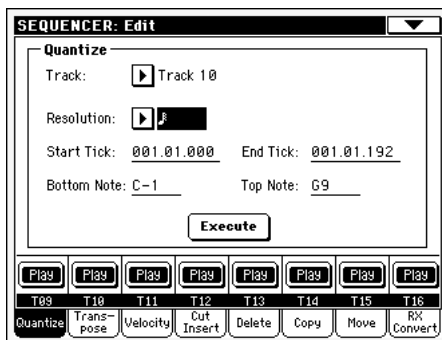 SEQUENCER: Edit
Quantize
Track: Track 10
Resolution:
Start Tick: 001.01.000 End Tick: 001.01.192
Bottom Note: C-1 Top Note: G9
Execute
Play Play Play Play Play Play Play Play
T09 T10 T11 T12 T13 T14 T15 T16
Quantize Trans-pose Velocity Cut Insert Delete Copy Move RX Convert